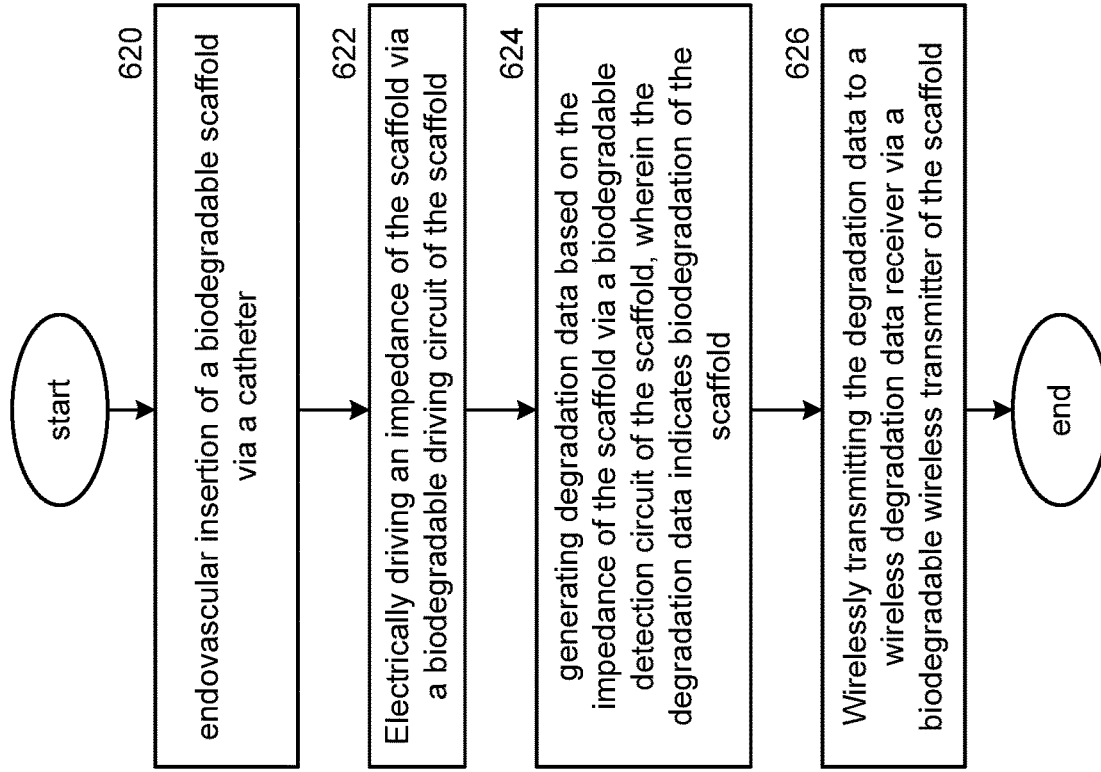 start
620
endovascular insertion of a biodegradable scaffold
via a catheter
622
Electrically driving an impedance of the scaffold via
a biodegradable driving circuit of the scaffold
624
generating degradation data based on the
impedance of the scaffold via a biodegradable
detection circuit of the scaffold, wherein the
degradation data indicates biodegradation of the
scaffold
626
Wirelessly transmitting the degradation data to a
wireless degradation data receiver via a
biodegradable wireless transmitter of the scaffold
end